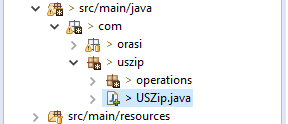 > src/main/java
> com
> orasi
> uszip
> operations
> USZip.java
> src/main/resources